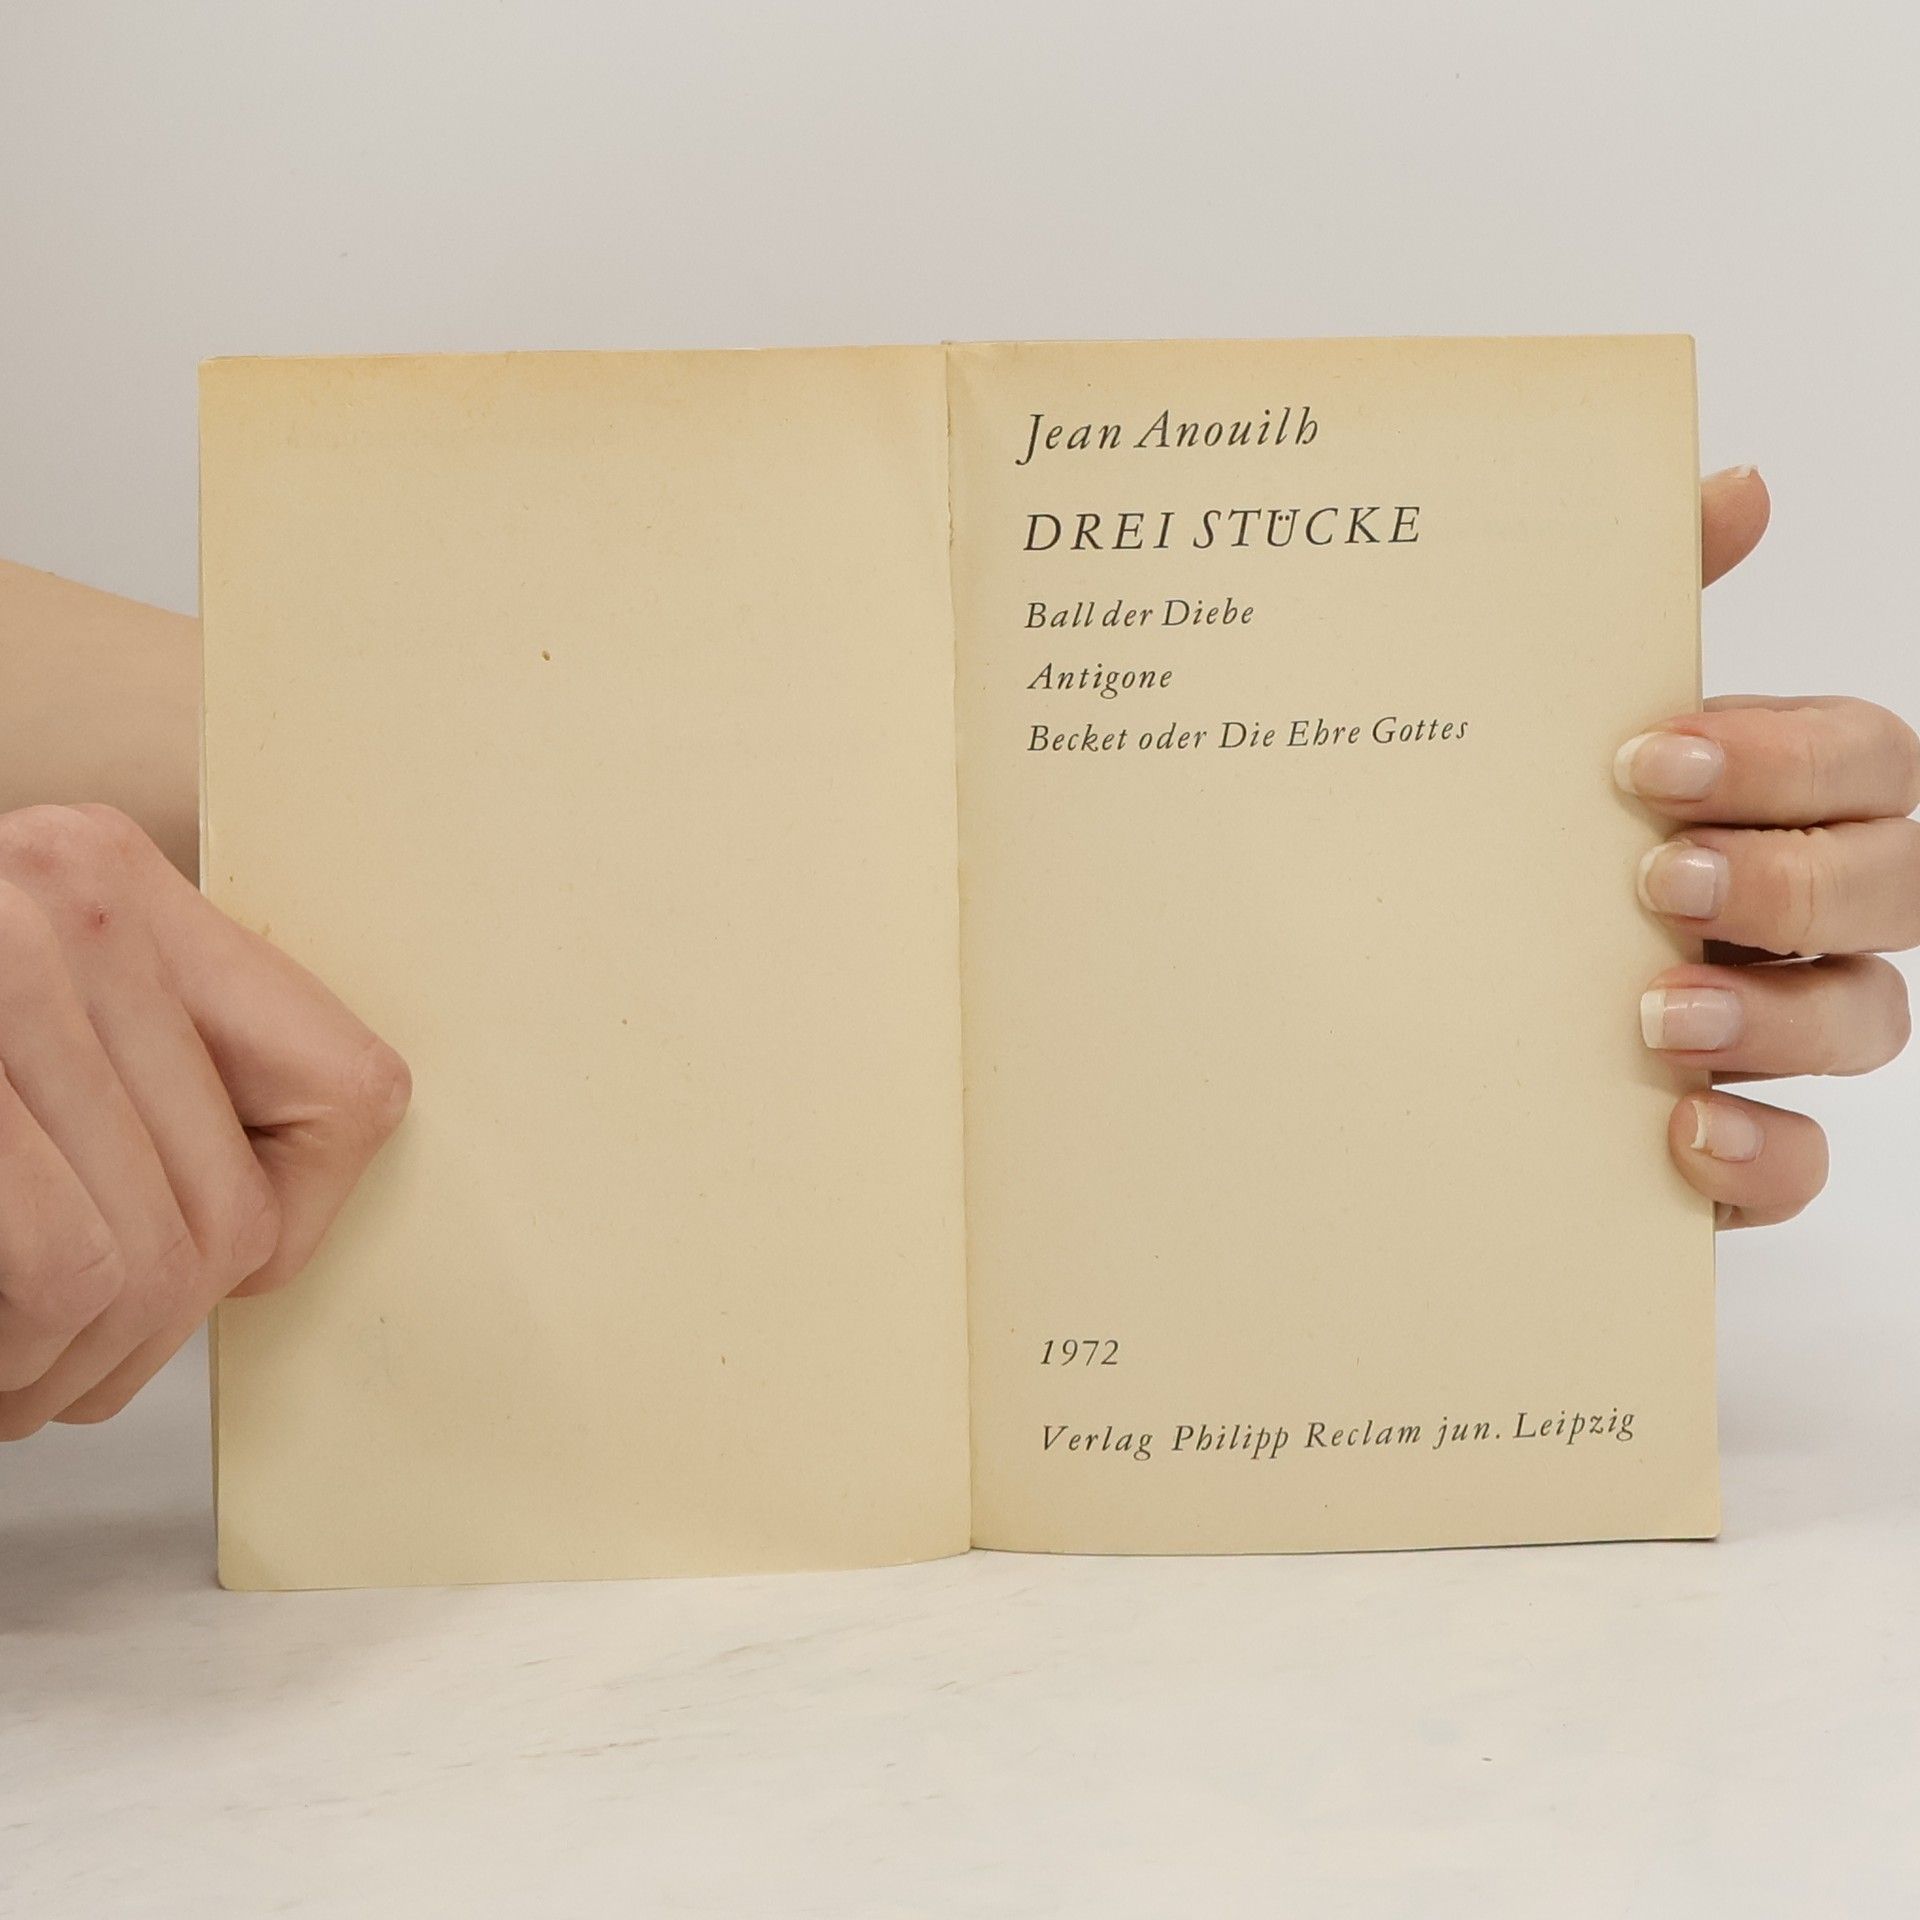 Jean Anouilh
DREI STÜCKE
Ball der Diebe
Antigone
Becket oder Die Ehre Gottes
1972
Verlag Philipp Reclam jun. Leipzig